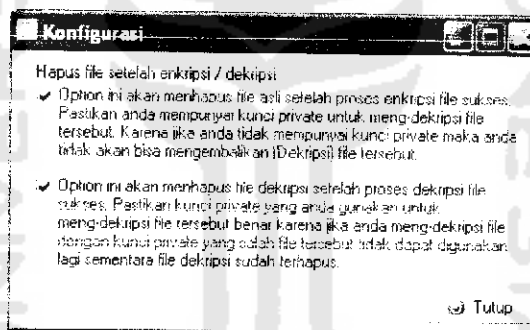 Konfigurasi
Hapus file setelah enkripsi / dekripsi
Option ini akan menhapus file asli setelah proses enkripsi file sukses.
Pastikan anda mempunyai kunci private untuk meng-dekripsi file
tersebut. Karena jika anda tidak mempunyai kunci private maka anda
tidak akan bisa mengembalikan (Dekripsi) file tersebut.
Option ini akan menhapus file dekripsi setelah proses dekripsi file
sukses. Pastikan kunci private yang anda gunakan untuk
meng-dekripsi file tersebut benar karena jika anda meng-dekripsi file
dengan kunci private yang salah file tersebut tidak dapat digunakan
lagi sementara file dekripsi sudah terhapus.
Tutup